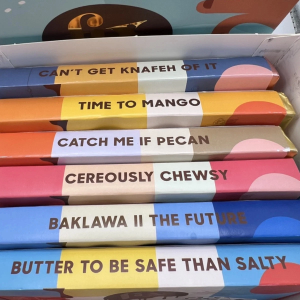 CAN'T GET KNAFEH OF IT
TIME TO MANGO
CATCH ME IF PECAN
CEREOUSLY CHEWSY
BAKLAWA II THE FUTURE
BUTTER TO BE SAFE THAN SALTY